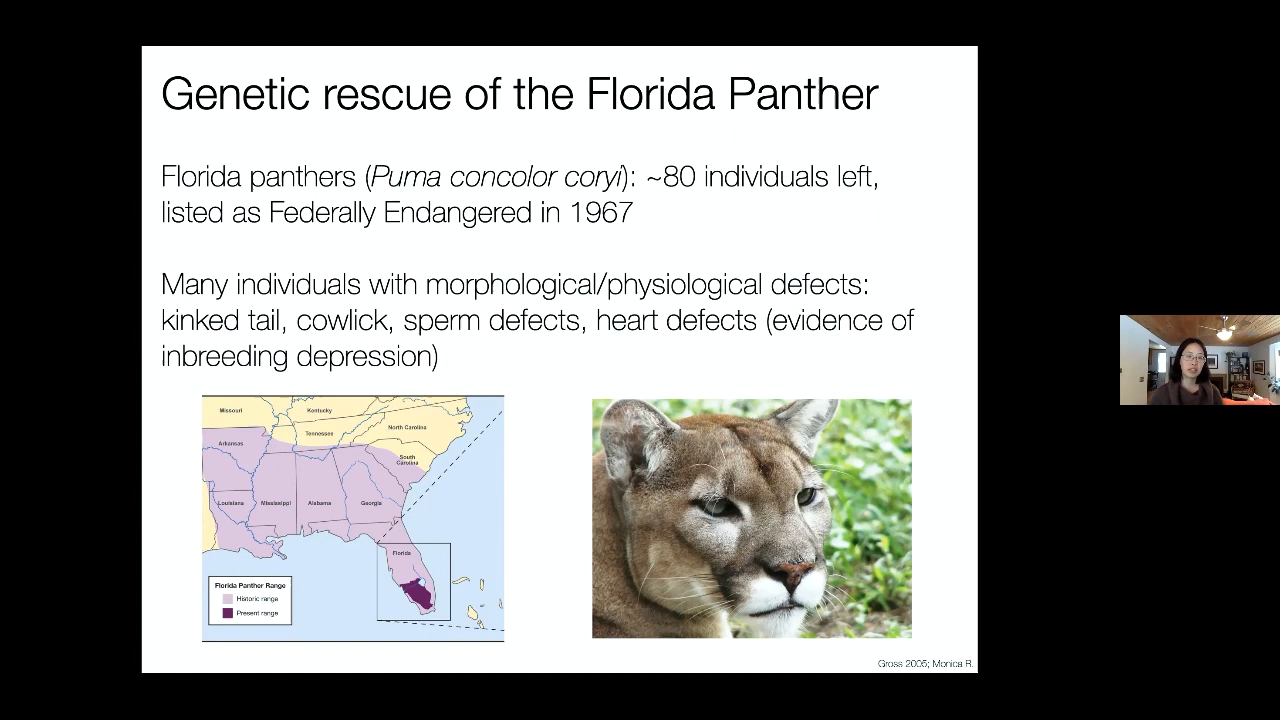 Genetic rescue of the Florida Panther
Florida panthers (Puma concolor coryi): ~80 individuals left,
listed as Federally Endangered in 1967
Many individuals with morphological/physiological defects:
kinked tail, cowlick, sperm defects, heart defects (evidence of
inbreeding depression)
Missouri
Kentucky
North Carolina
Tennessee
Arkansas
South
Carolina
Louisiana
Mississippi
Alabama
Georgia
Florida
Florida Panther Range
Historic range
Present range
Gross 2005; Monica R.